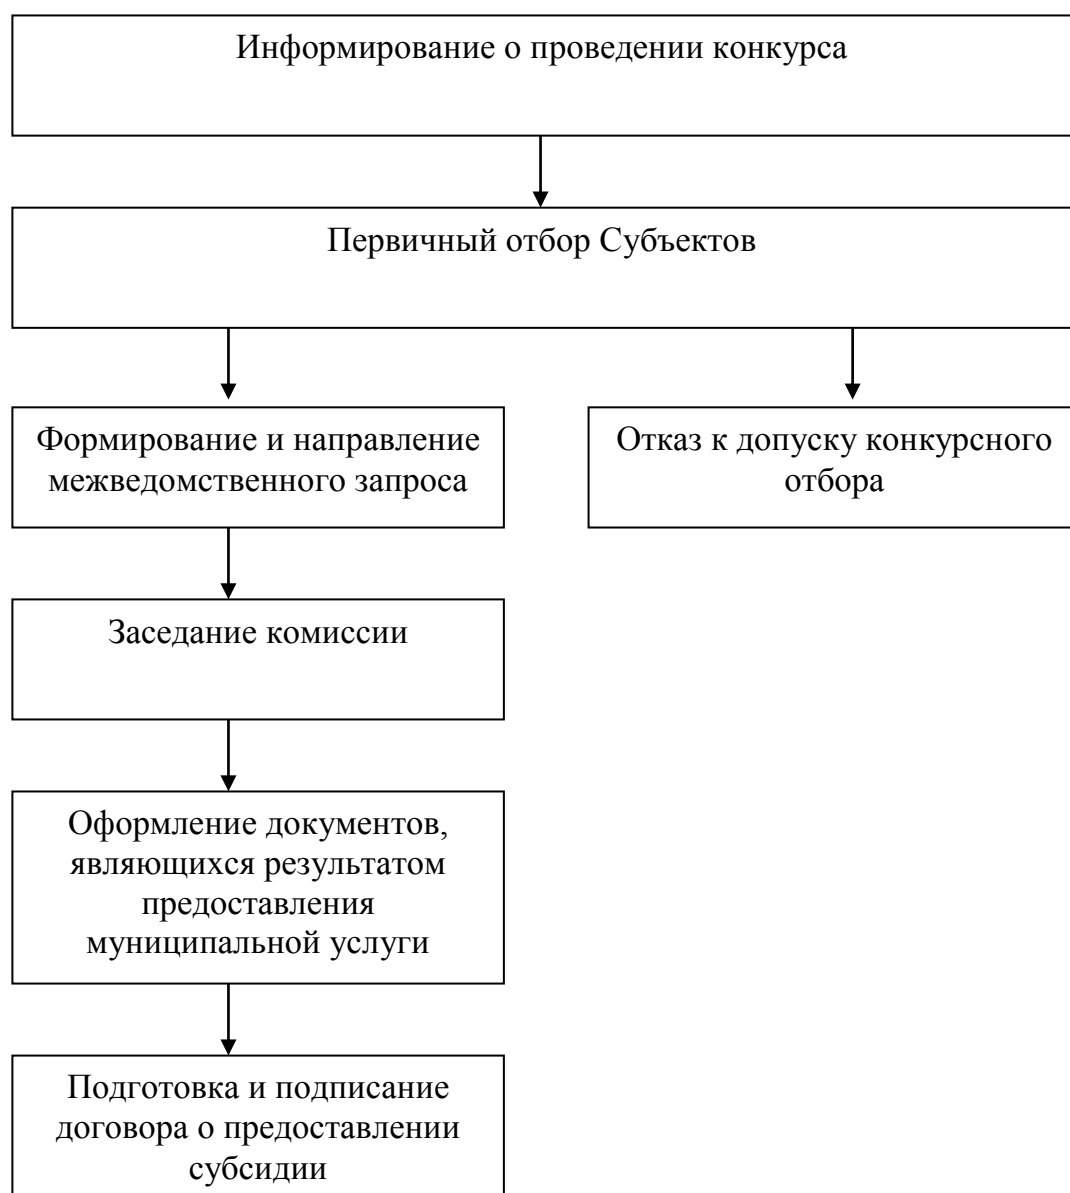 Информирование о проведении конкурса
Первичный отбор Субъектов
Формирование и направление
межведомственного запроса
Отказ к допуску конкурсного
отбора
Заседание комиссии
Оформление документов,
являющихся результатом
предоставления
муниципальной услуги
Подготовка и подписание
договора о предоставлении
субсидии